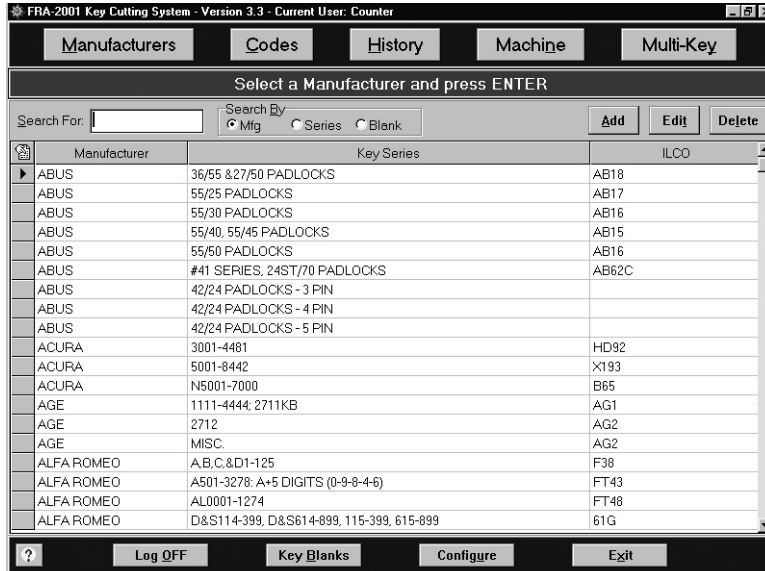 FRA-2001 Key Cutting System - Version 3.3 - Current User: Counter
Manufacturers Codes History Machine Multi-Key
Select a Manufacturer and press ENTER
Search For: Search By Mfg Series Blank Add Edit Delete
Manufacturer Key Series ILCO
ABUS 36/55 &27/50 PADLOCKS AB18
ABUS 55/25 PADLOCKS AB17
ABUS 55/30 PADLOCKS AB16
ABUS 55/40, 55/45 PADLOCKS AB15
ABUS 55/50 PADLOCKS AB16
ABUS #41 SERIES, 24ST/70 PADLOCKS AB62C
ABUS 42/24 PADLOCKS - 3 PIN
ABUS 42/24 PADLOCKS - 4 PIN
ABUS 42/24 PADLOCKS - 5 PIN
ACURA 3001-4481 HD92
ACURA 5001-8442 X193
ACURA N5001-7000 B65
AGE 1111-4444; 2711KB AG1
AGE 2712 AG2
AGE MISC. AG2
ALFA ROMEO A,B,C,&D1-125 F38
ALFA ROMEO A501-3278: A+5 DIGITS (0-9-8-4-6) FT43
ALFA ROMEO AL0001-1274 FT48
ALFA ROMEO D&S114-399, D&S614-899, 115-399, 615-899 61G
? Log OFF Key Blanks Configure Exit